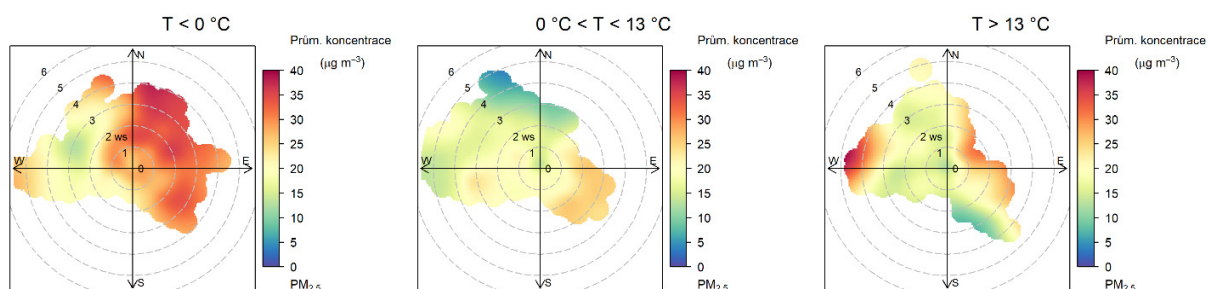 T < 0 °C
Prům. koncentrace
(µg m⁻³)
N
E
S
W
6
5
4
3
2 ws
1
0
40
35
30
25
20
15
10
5
0
PM2.5
0 °C < T < 13 °C
Prům. koncentrace
(µg m⁻³)
N
E
S
W
6
5
4
3
2 ws
1
0
40
35
30
25
20
15
10
5
0
PM2.5
T > 13 °C
Prům. koncentrace
(µg m⁻³)
N
E
S
W
6
5
4
3
2 ws
1
0
40
35
30
25
20
15
10
5
0
PM2.5